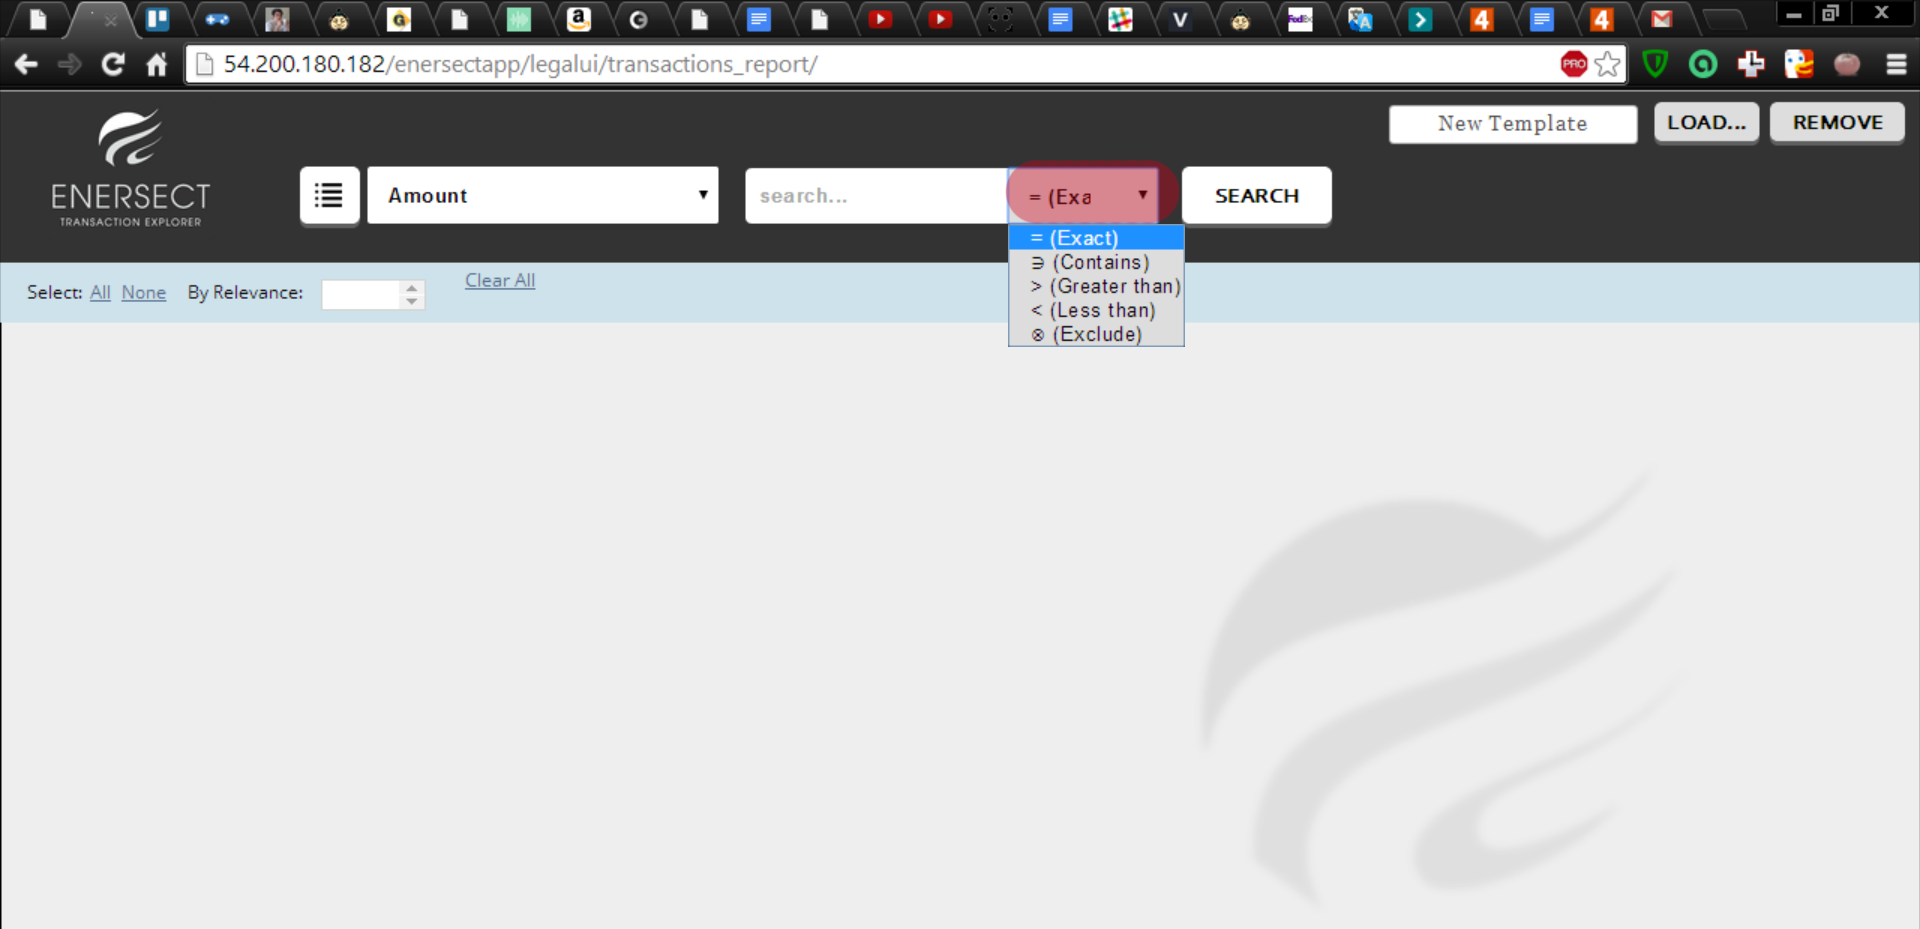 54.200.180.182/enersectapp/legalui/transactions_report/
PRO
New Template
LOAD...
REMOVE
ENERSECT
TRANSACTION EXPLORER
Amount
search...
= (Exa
SEARCH
= (Exact)
∋ (Contains)
> (Greater than)
< (Less than)
⊗ (Exclude)
Select: All None By Relevance:
Clear All